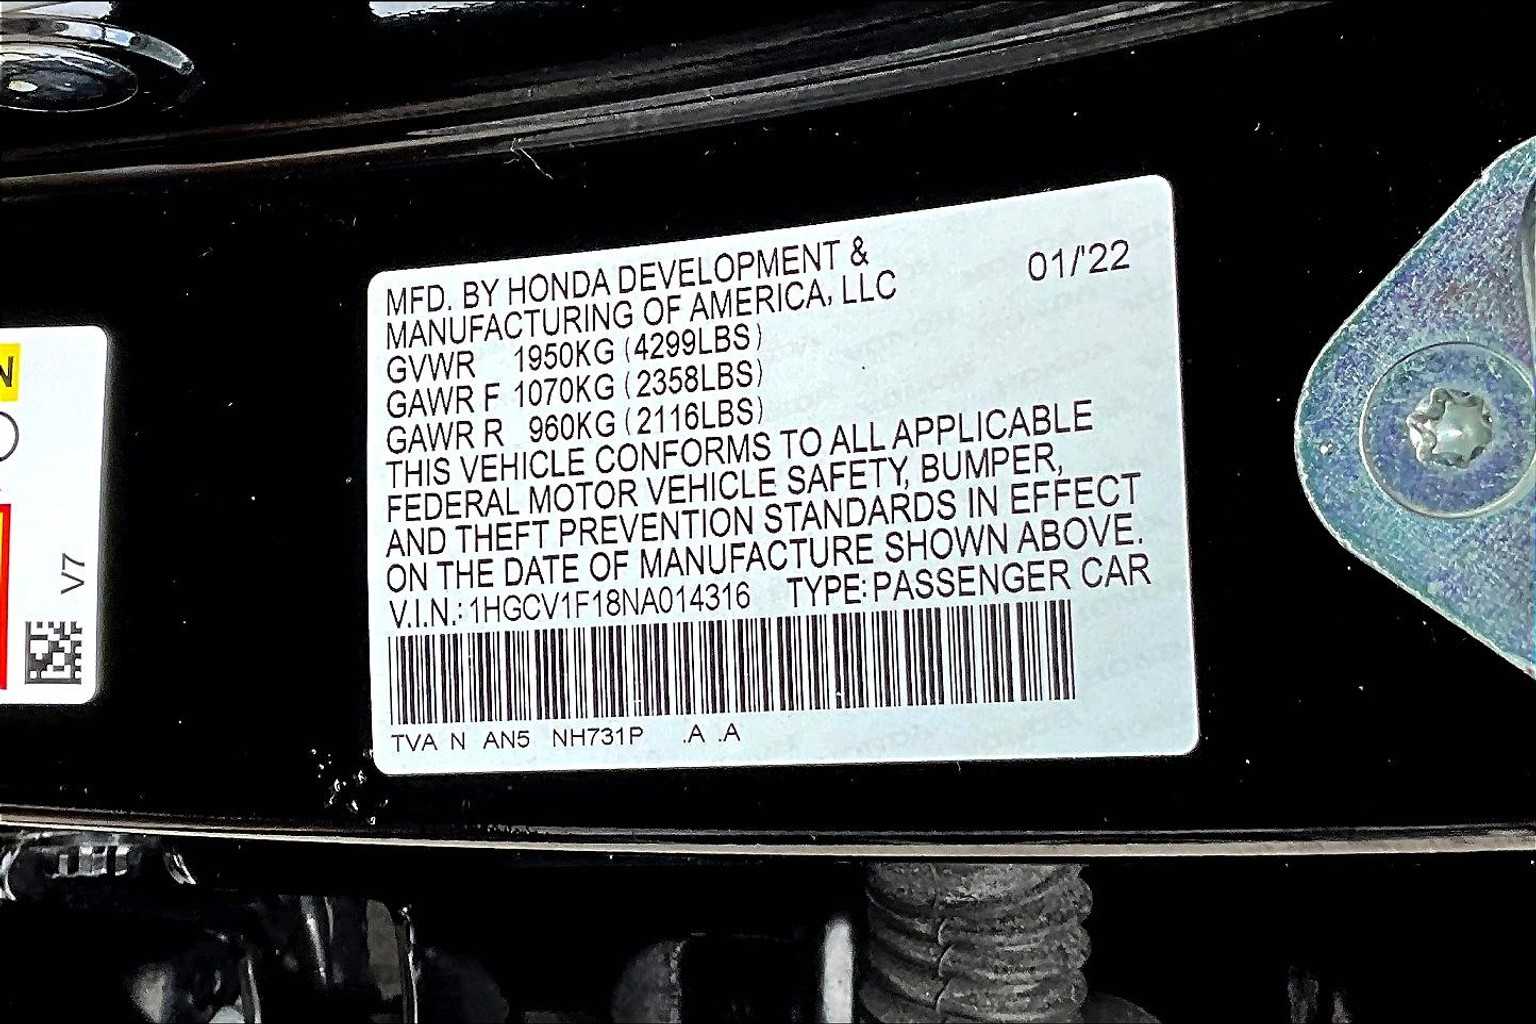 MFD. BY HONDA DEVELOPMENT &
MANUFACTURING OF AMERICA, LLC
01/'22
GVWR 1950KG (4299LBS)
GAWR F 1070KG (2358LBS)
GAWR R 960KG (2116LBS)
THIS VEHICLE CONFORMS TO ALL APPLICABLE
FEDERAL MOTOR VEHICLE SAFETY, BUMPER,
AND THEFT PREVENTION STANDARDS IN EFFECT
ON THE DATE OF MANUFACTURE SHOWN ABOVE.
V.I.N.: 1HGCV1F18NA014316 TYPE: PASSENGER CAR
TVA N AN5 NH731P .A .A
N
V7